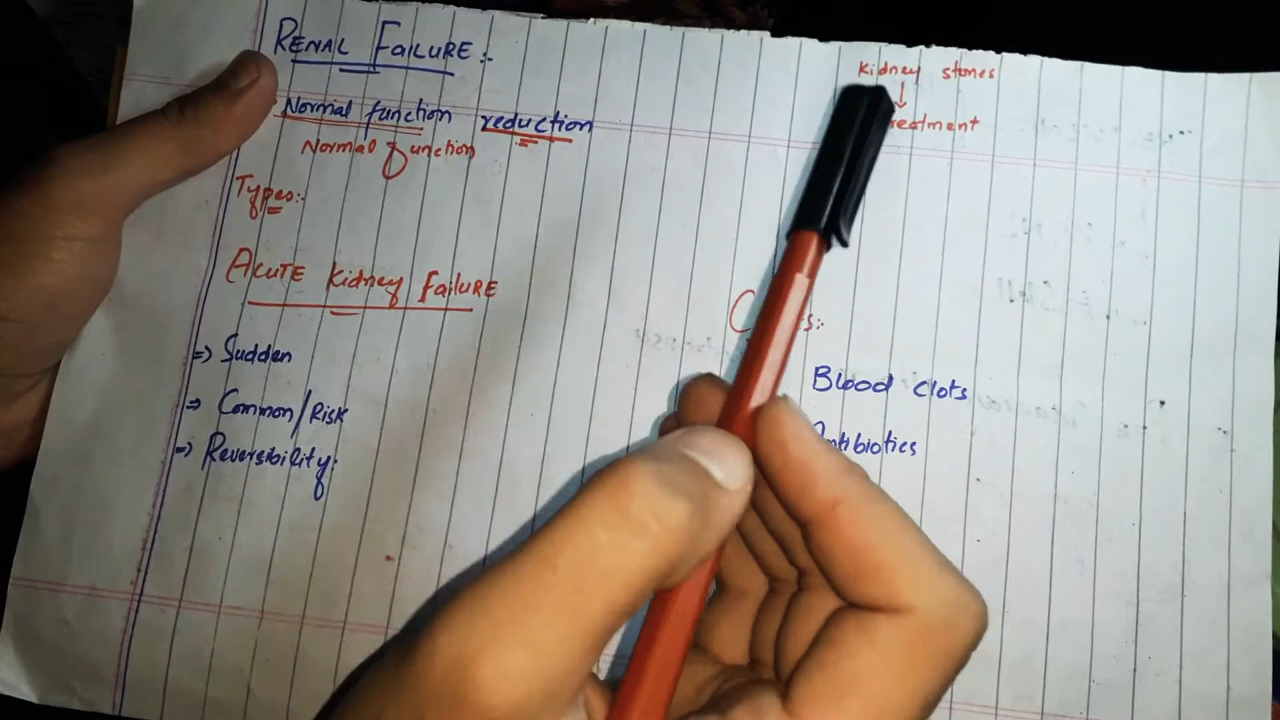 RENAL FAILURE:-
Normal function reduction
Normal function
Types:-
ACUTE kidney FailURE
=> Sudden
=> Common/Risk
=> Reversibility:
Kidney stones
↓
Blood clots